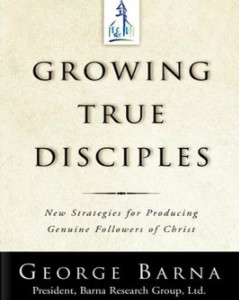 GROWING
TRUE
DISCIPLES
New Strategies for Producing
Genuine Followers of Christ
GEORGE BARNA
President, Barna Research Group, Ltd.